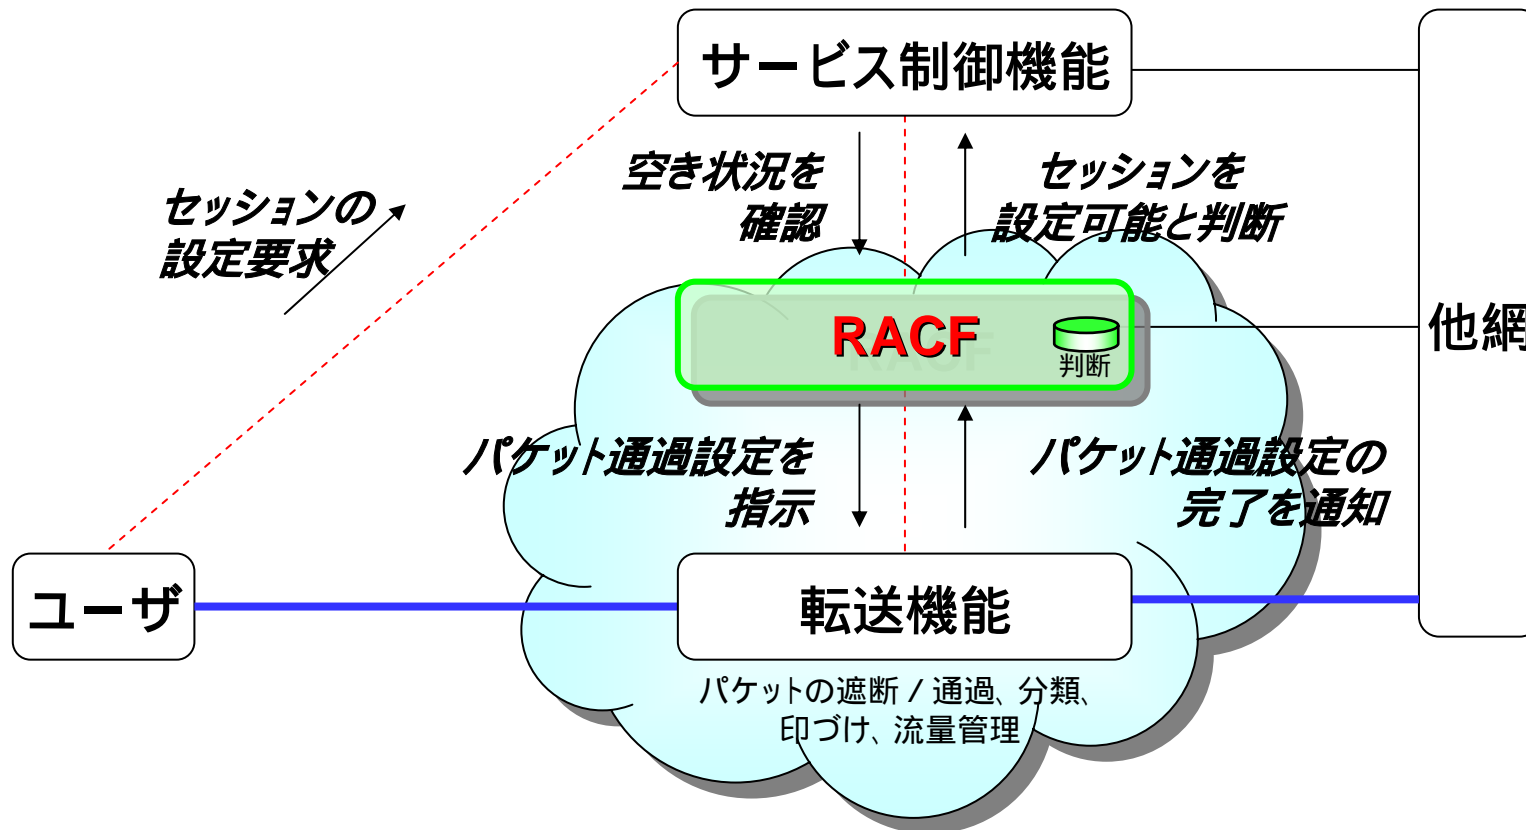 サービス制御機能
空き状況を
確認
セッションを
設定可能と判断
セッションの
設定要求
RACF
判断
他網
パケット通過設定を
指示
パケット通過設定の
完了を通知
ユーザ
転送機能
パケットの遮断 / 通過、分類、
印づけ、流量管理